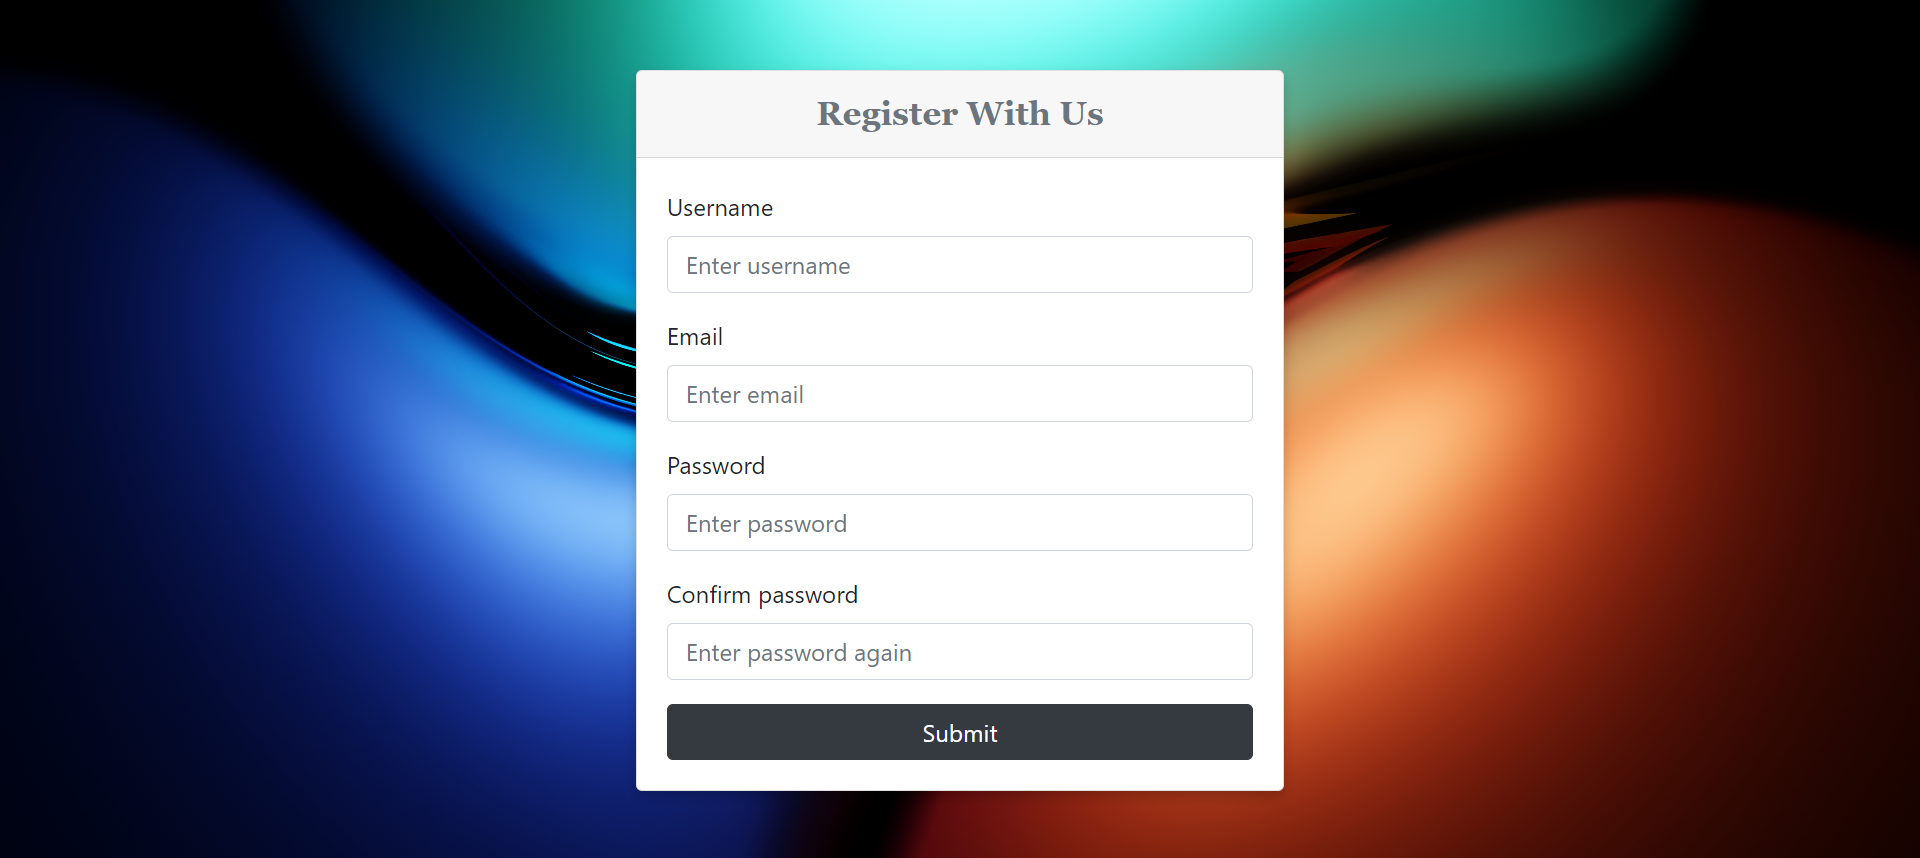 Register With Us
Username
Enter username
Email
Enter email
Password
Enter password
Confirm password
Enter password again
Submit